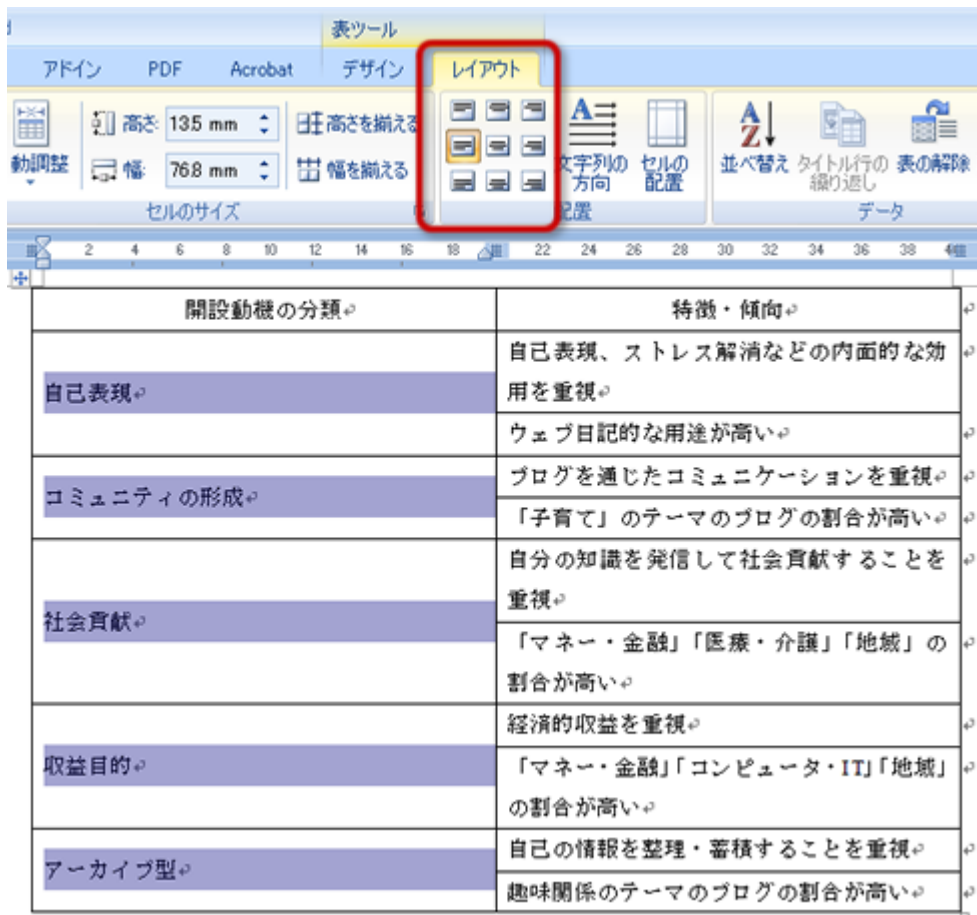 表ツール
アドイン PDF Acrobat デザイン レイアウト
高さ: 13.5 mm 高さを揃える
動調整 幅: 76.8 mm 幅を揃える
文字列の方向 セルの配置 並べ替え タイトル行の繰り返し 表の解除
セルのサイズ 配置 データ
2 4 6 8 10 12 14 16 18 22 24 26 28 30 32 34 36 38 40
開設動機の分類 特徴・傾向
自己表現
自己表現、ストレス解消などの内面的な効
用を重視
ウェブ日記的な用途が高い
コミュニティの形成
ブログを通じたコミュニケーションを重視
「子育て」のテーマのブログの割合が高い
社会貢献
自分の知識を発信して社会貢献することを
重視
「マネー・金融」「医療・介護」「地域」の
割合が高い
収益目的
経済的収益を重視
「マネー・金融」「コンピュータ・IT」「地域」
の割合が高い
アーカイブ型
自己の情報を整理・蓄積することを重視
趣味関係のテーマのブログの割合が高い